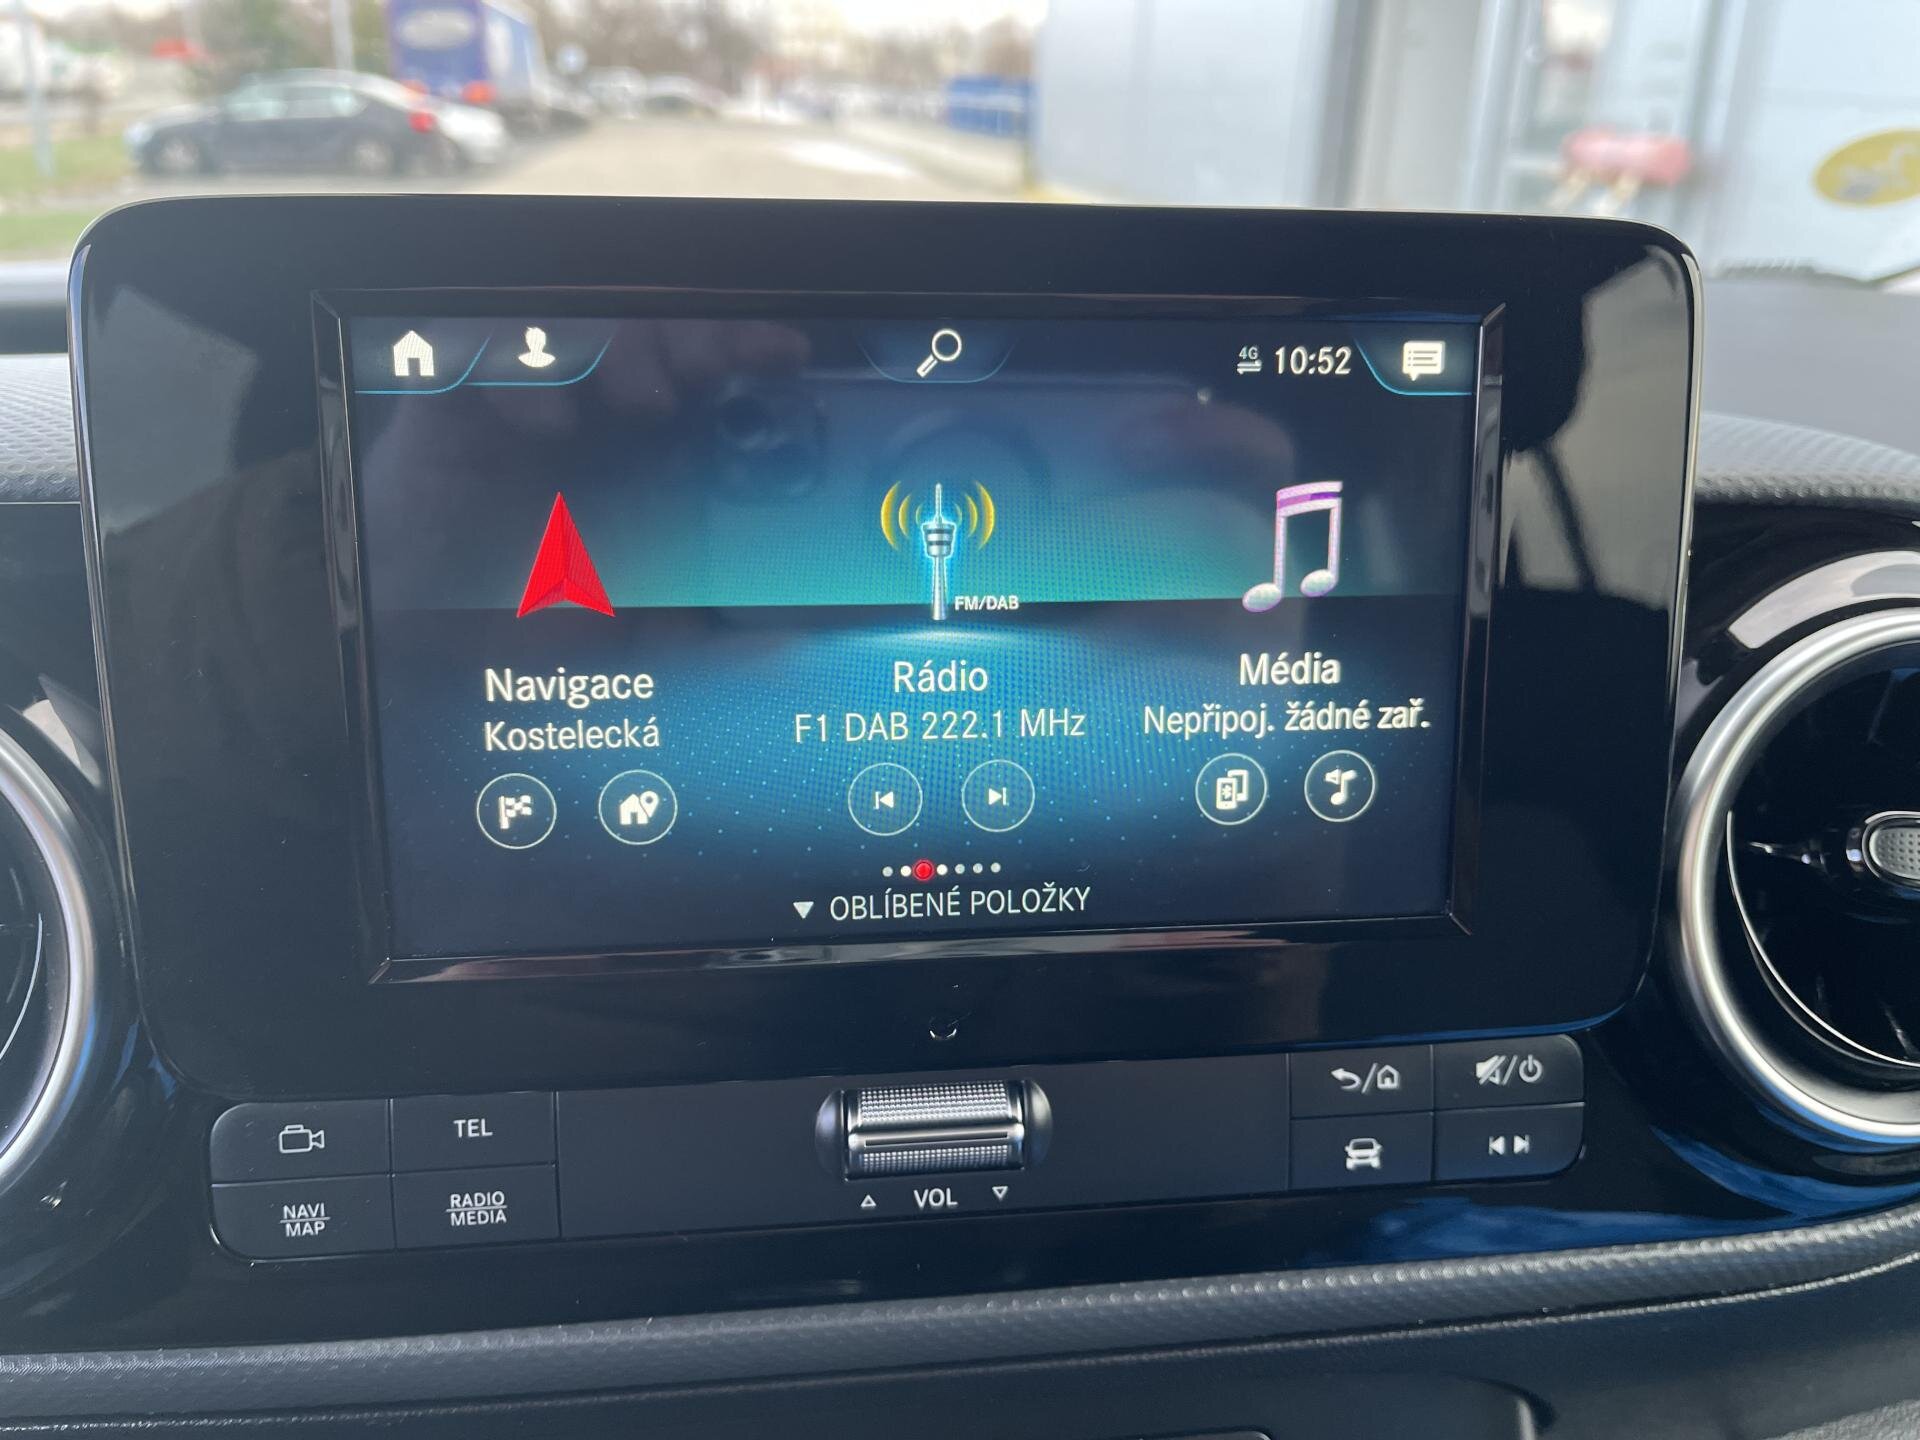 4G 10:52
FM/DAB
Navigace
Kostelecká
Rádio
F1 DAB 222.1 MHz
Média
Nepřipoj. žádné zař.
OBLÍBENÉ POLOŽKY
TEL
NAVI
MAP
RADIO
MEDIA
VOL